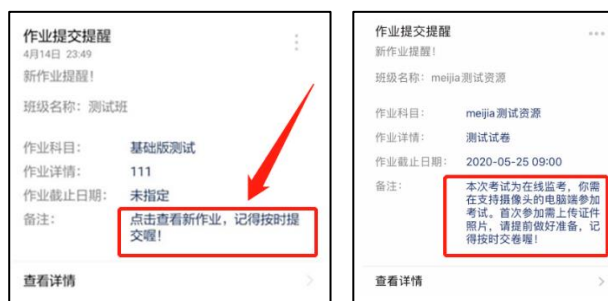 作业提交提醒
4月14日 23:49
新作业提醒！
班级名称：测试班
作业科目： 基础版测试
作业详情： 111
作业截止日期： 未指定
备注： 点击查看新作业，记得按时提
交喔！
查看详情
作业提交提醒
新作业提醒！
班级名称：meijia测试资源
作业科目： meijia测试资源
作业详情： 测试试卷
作业截止日期： 2020-05-25 09:00
备注： 本次考试为在线监考，你需
在支持摄像头的电脑端参加
考试。首次参加需上传证件
照片，请提前做好准备，记
得按时交卷喔！
查看详情